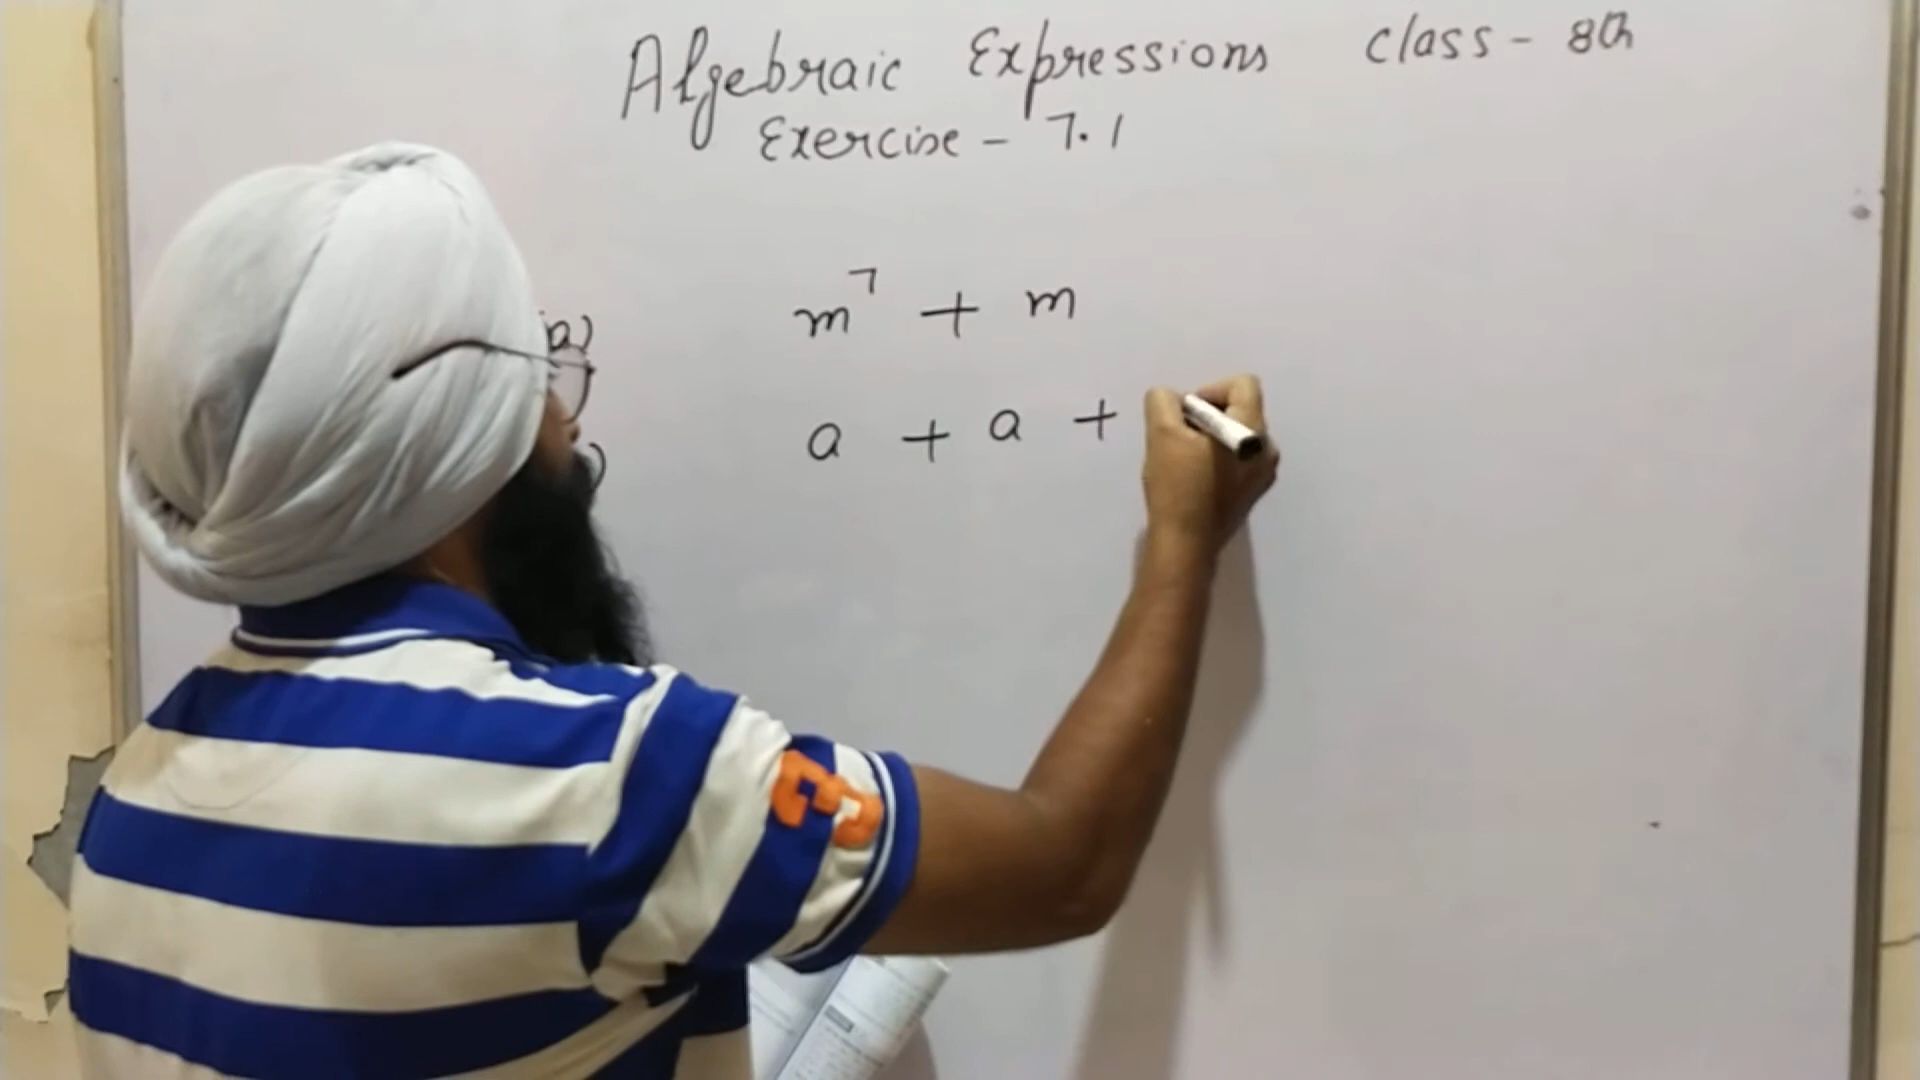 Algebraic Expressions class - 8th
Exercise - 7.1
a) m⁷ + m
) a + a +